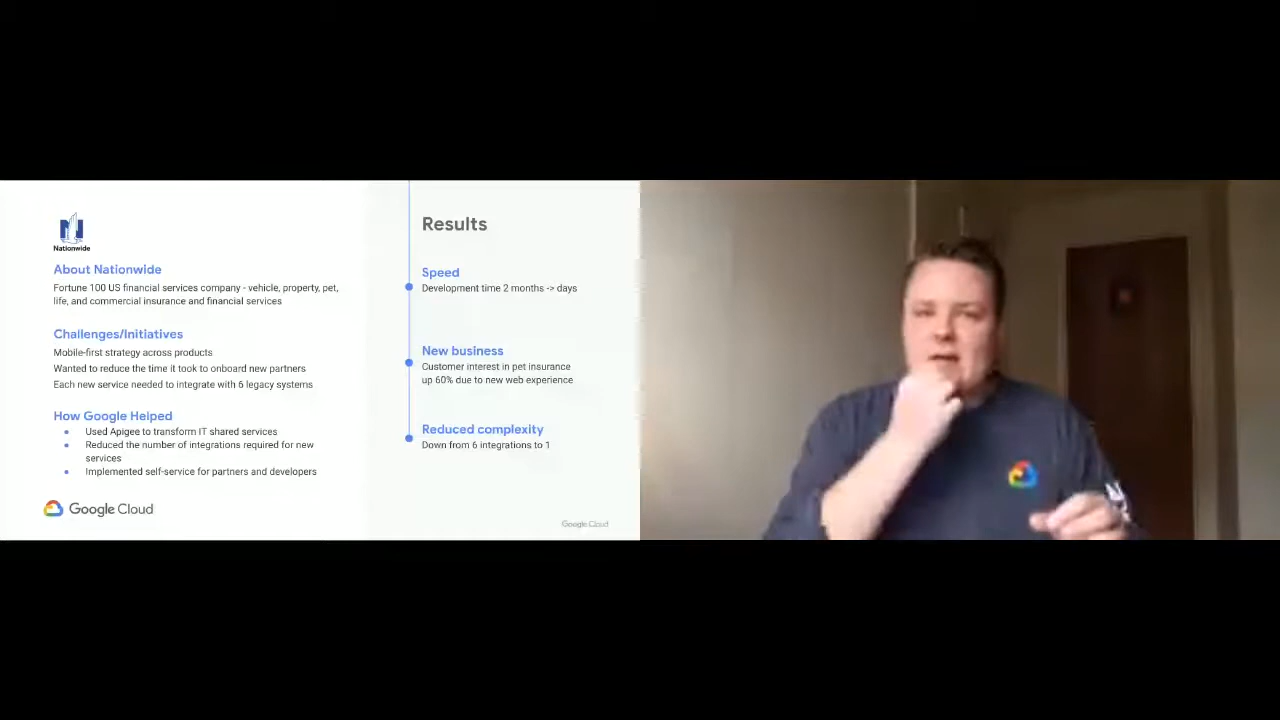 Nationwide
About Nationwide
Fortune 100 US financial services company - vehicle, property, pet,
life, and commercial insurance and financial services
Challenges/Initiatives
Mobile-first strategy across products
Wanted to reduce the time it took to onboard new partners
Each new service needed to integrate with 6 legacy systems
How Google Helped
• Used Apigee to transform IT shared services
• Reduced the number of integrations required for new
services
• Implemented self-service for partners and developers
Google Cloud
Results
Speed
Development time 2 months -> days
New business
Customer interest in pet insurance
up 60% due to new web experience
Reduced complexity
Down from 6 integrations to 1
Google Cloud